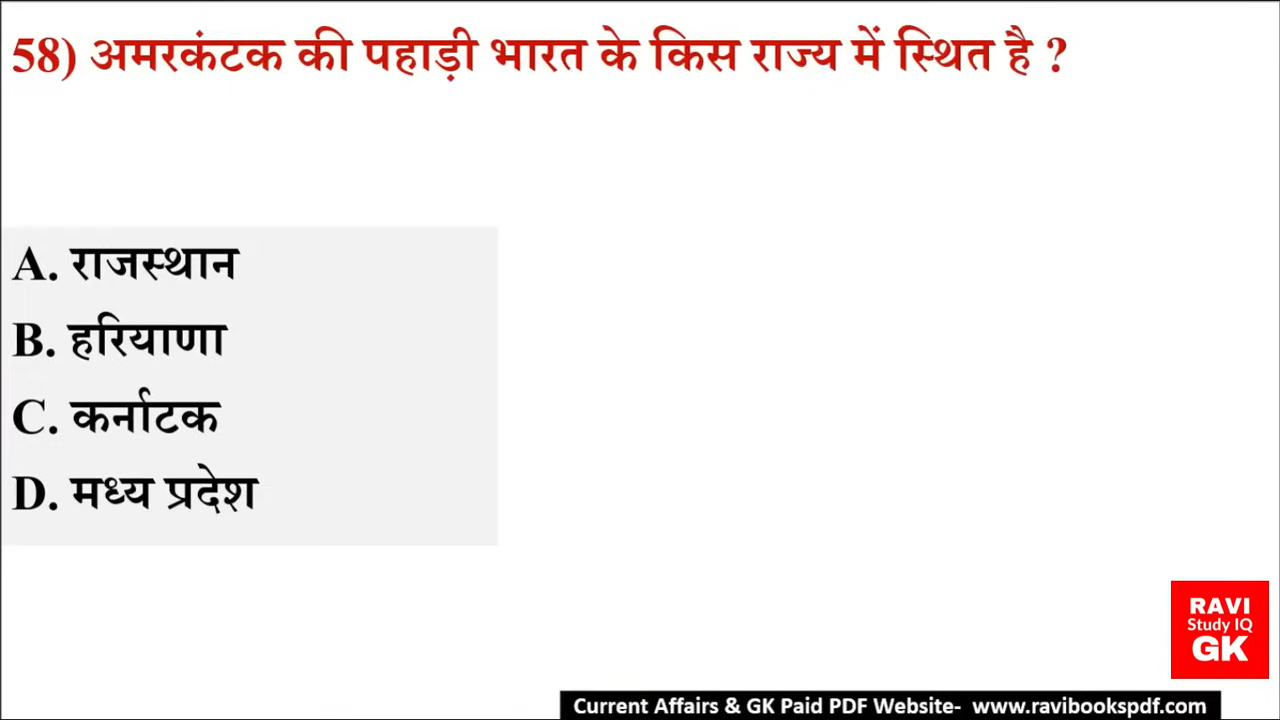 58) अमरकंटक की पहाड़ी भारत के किस राज्य में स्थित है ?
A. राजस्थान
B. हरियाणा
C. कर्नाटक
D. मध्य प्रदेश
RAVI
Study IQ
GK
Current Affairs & GK Paid PDF Website- www.ravibookspdf.com